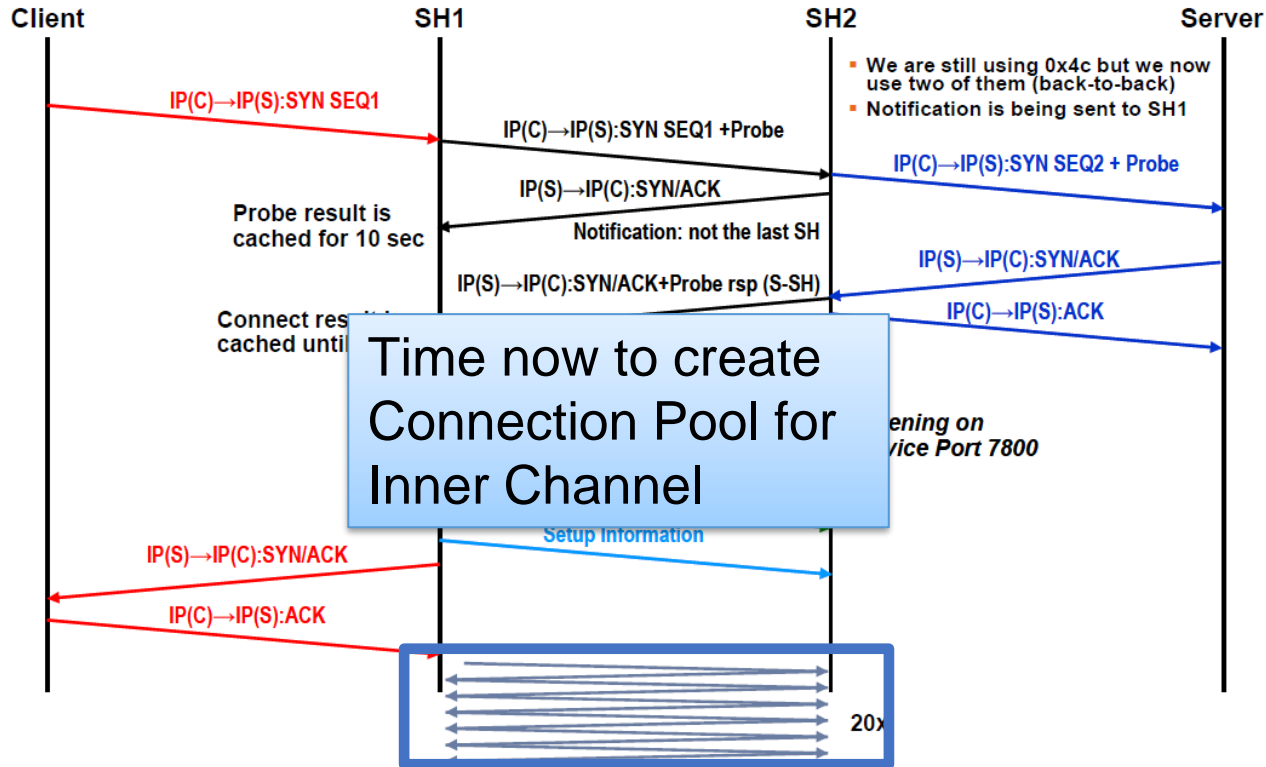 Client
SH1
SH2
Server
▪ We are still using 0x4c but we now
use two of them (back-to-back)
▪ Notification is being sent to SH1
IP(C)→IP(S):SYN SEQ1
IP(C)→IP(S):SYN SEQ1 +Probe
IP(C)→IP(S):SYN SEQ2 + Probe
IP(S)→IP(C):SYN/ACK
Probe result is
cached for 10 sec
Notification: not the last SH
IP(S)→IP(C):SYN/ACK
IP(S)→IP(C):SYN/ACK+Probe rsp (S-SH)
IP(C)→IP(S):ACK
Connect
cached until
Time now to create
Connection Pool for
Inner Channel
on
Port 7800
Setup Information
IP(S)→IP(C):SYN/ACK
IP(C)→IP(S):ACK
20x